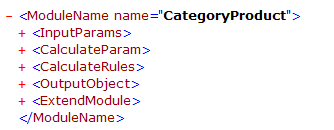 - <ModuleName name="CategoryProduct">
+ <InputParams>
+ <CalculateParam>
+ <CalculateRules>
+ <OutputObject>
+ <ExtendModule>
</ModuleName>